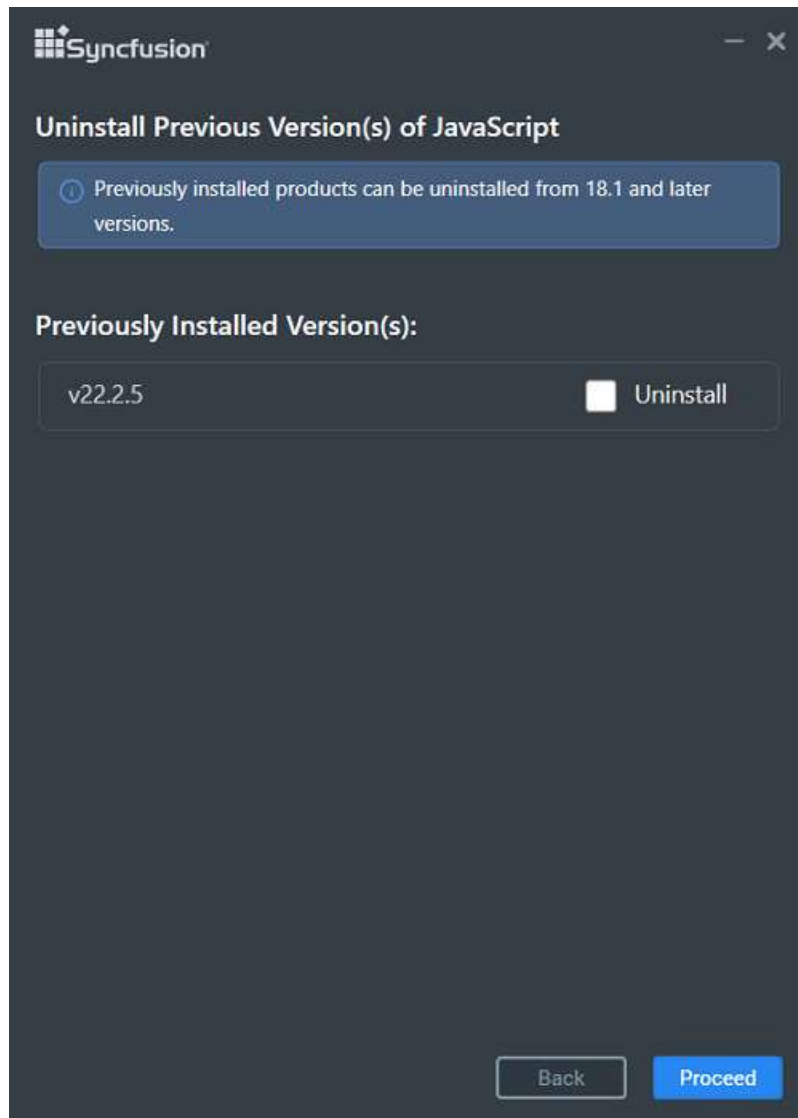 Syncfusion
Uninstall Previous Version(s) of JavaScript
Previously installed products can be uninstalled from 18.1 and later
versions.
Previously Installed Version(s):
v22.2.5 Uninstall
Back Proceed